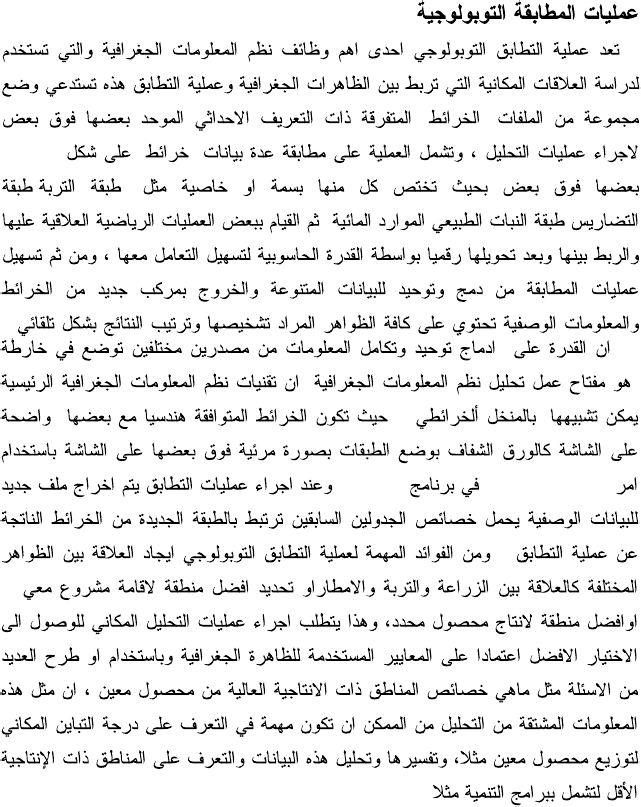 عمليات المطابقة التوبولوجية
تعد عملية التطابق التوبولوجي احدى اهم وظائف نظم المعلومات الجغرافية والتي تستخدم
لدراسة العلاقات المكانية التي تربط بين الظاهرات الجغرافية وعملية التطابق هذه تستدعي وضع
مجموعة من الملفات الخرائط المتفرقة ذات التعريف الاحداثي الموحد بعضها فوق بعض
لاجراء عمليات التحليل ، وتشمل العملية على مطابقة عدة بيانات خرائط على شكل
بعضها فوق بعض بحيث تختص كل منها بسمة او خاصية مثل طبقة التربة طبقة
التضاريس طبقة النبات الطبيعي الموارد المائية ثم القيام ببعض العمليات الرياضية العلاقية عليها
والربط بينها وبعد تحويلها رقميا بواسطة القدرة الحاسوبية لتسهيل التعامل معها ، ومن ثم تسهيل
عمليات المطابقة من دمج وتوحيد للبيانات المتنوعة والخروج بمركب جديد من الخرائط
والمعلومات الوصفية تحتوي على كافة الظواهر المراد تشخيصها وترتيب النتائج بشكل تلقائي
ان القدرة على ادماج توحيد وتكامل المعلومات من مصدرين مختلفين توضع في خارطة
هو مفتاح عمل تحليل نظم المعلومات الجغرافية ان تقنيات نظم المعلومات الجغرافية الرئيسية
يمكن تشبيهها بالمنخل ألخرائطي حيث تكون الخرائط المتوافقة هندسيا مع بعضها واضحة
على الشاشة كالورق الشفاف بوضع الطبقات بصورة مرئية فوق بعضها على الشاشة باستخدام
امر في برنامج وعند اجراء عمليات التطابق يتم اخراج ملف جديد
للبيانات الوصفية يحمل خصائص الجدولين السابقين ترتبط بالطبقة الجديدة من الخرائط الناتجة
عن عملية التطابق ومن الفوائد المهمة لعملية التطابق التوبولوجي ايجاد العلاقة بين الظواهر
المختلفة كالعلاقة بين الزراعة والتربة والامطاراو تحديد افضل منطقة لاقامة مشروع معي
اوافضل منطقة لانتاج محصول محدد، وهذا يتطلب اجراء عمليات التحليل المكاني للوصول الى
الاختيار الافضل اعتمادا على المعايير المستخدمة للظاهرة الجغرافية وباستخدام او طرح العديد
من الاسئلة مثل ماهي خصائص المناطق ذات الانتاجية العالية من محصول معين ، ان مثل هذه
المعلومات المشتقة من التحليل من الممكن ان تكون مهمة في التعرف على درجة التباين المكاني
لتوزيع محصول معين مثلا، وتفسيرها وتحليل هذه البيانات والتعرف على المناطق ذات الإنتاجية
الأقل لتشمل ببرامج التنمية مثلا